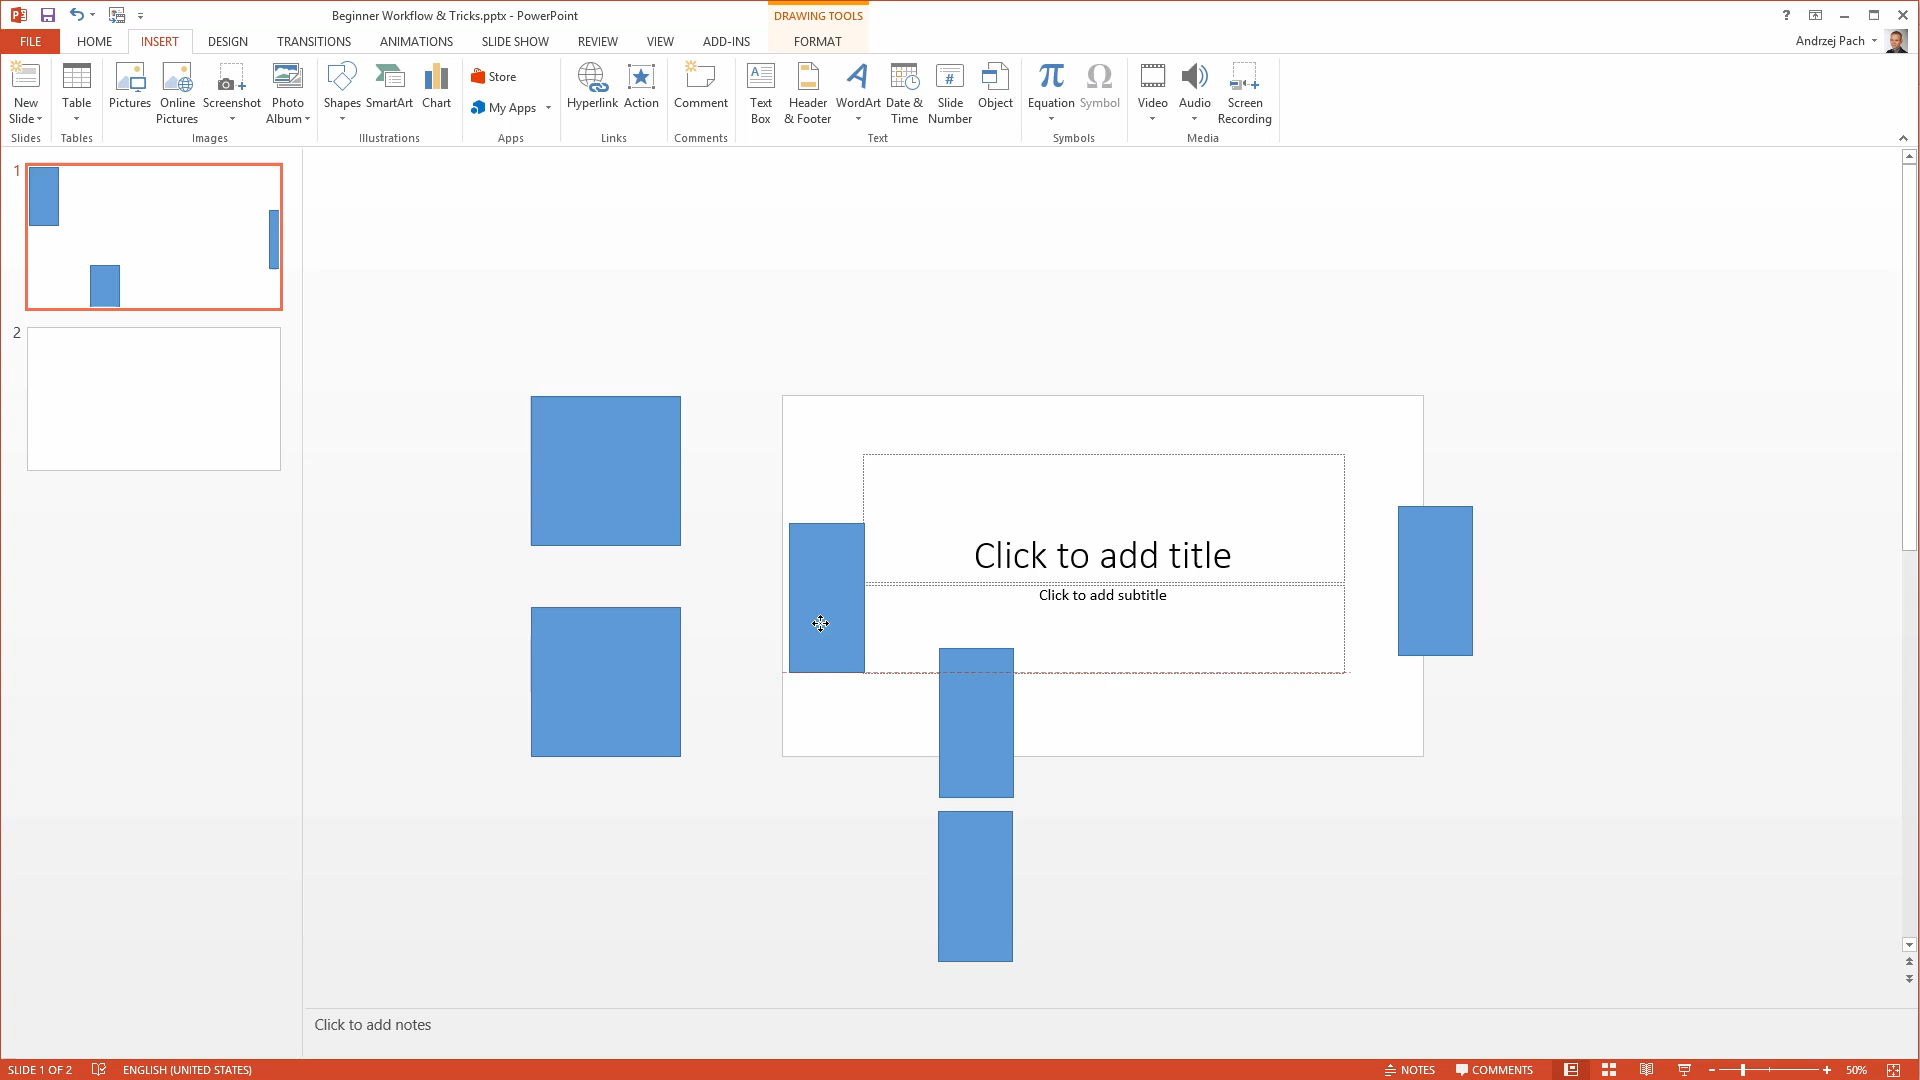 Beginner Workflow & Tricks.pptx - PowerPoint
DRAWING TOOLS
?
FILE HOME INSERT DESIGN TRANSITIONS ANIMATIONS SLIDE SHOW REVIEW VIEW ADD-INS FORMAT
Andrzej Pach
New Slide
Table
Pictures
Online Pictures
Screenshot
Photo Album
Shapes
SmartArt
Chart
Store
My Apps
Hyperlink
Action
Comment
Text Box
Header & Footer
WordArt
Date & Time
Slide Number
Object
Equation
Symbol
Video
Audio
Screen Recording
Slides Tables Images Illustrations Apps Links Comments Text Symbols Media
1
2
Click to add title
Click to add subtitle
Click to add notes
SLIDE 1 OF 2 ENGLISH (UNITED STATES) NOTES COMMENTS 50%